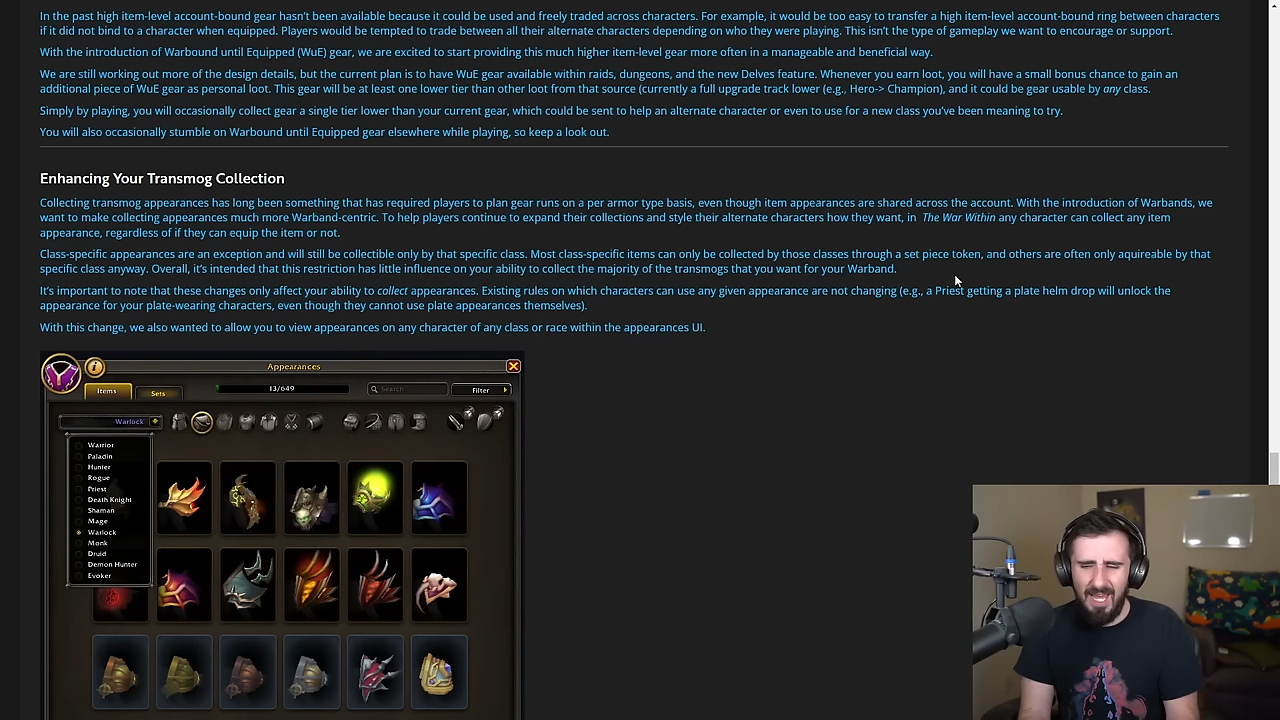 In the past high item-level account-bound gear hasn't been available because it could be used and freely traded across characters. For example, it would be too easy to transfer a high item-level account-bound ring between characters
if it did not bind to a character when equipped. Players would be tempted to trade between all their alternate characters depending on who they were playing. This isn't the type of gameplay we want to encourage or support.
With the introduction of Warbound until Equipped (WuE) gear, we are excited to start providing this much higher item-level gear more often in a manageable and beneficial way.
We are still working out more of the design details, but the current plan is to have WuE gear available within raids, dungeons, and the new Delves feature. Whenever you earn loot, you will have a small bonus chance to gain an
additional piece of WuE gear as personal loot. This gear will be at least one lower tier than other loot from that source (currently a full upgrade track lower (e.g., Hero-> Champion), and it could be gear usable by any class.
Simply by playing, you will occasionally collect gear a single tier lower than your current gear, which could be sent to help an alternate character or even to use for a new class you've been meaning to try.
You will also occasionally stumble on Warbound until Equipped gear elsewhere while playing, so keep a look out.
Enhancing Your Transmog Collection
Collecting transmog appearances has long been something that has required players to plan gear runs on a per armor type basis, even though item appearances are shared across the account. With the introduction of Warbands, we
want to make collecting appearances much more Warband-centric. To help players continue to expand their collections and style their alternate characters how they want, in The War Within any character can collect any item
appearance, regardless of if they can equip the item or not.
Class-specific appearances are an exception and will still be collectible only by that specific class. Most class-specific items can only be collected by those classes through a set piece token, and others are often only aquireable by that
specific class anyway. Overall, it's intended that this restriction has little influence on your ability to collect the majority of the transmogs that you want for your Warband.
It's important to note that these changes only affect your ability to collect appearances. Existing rules on which characters can use any given appearance are not changing (e.g., a Priest getting a plate helm drop will unlock the
appearance for your plate-wearing characters, even though they cannot use plate appearances themselves).
With this change, we also wanted to allow you to view appearances on any character of any class or race within the appearances UI.
Appearances
Items Sets 13/649 Search Filter
Warlock
Warrior
Paladin
Hunter
Rogue
Priest
Death Knight
Shaman
Mage
Warlock
Monk
Druid
Demon Hunter
Evoker